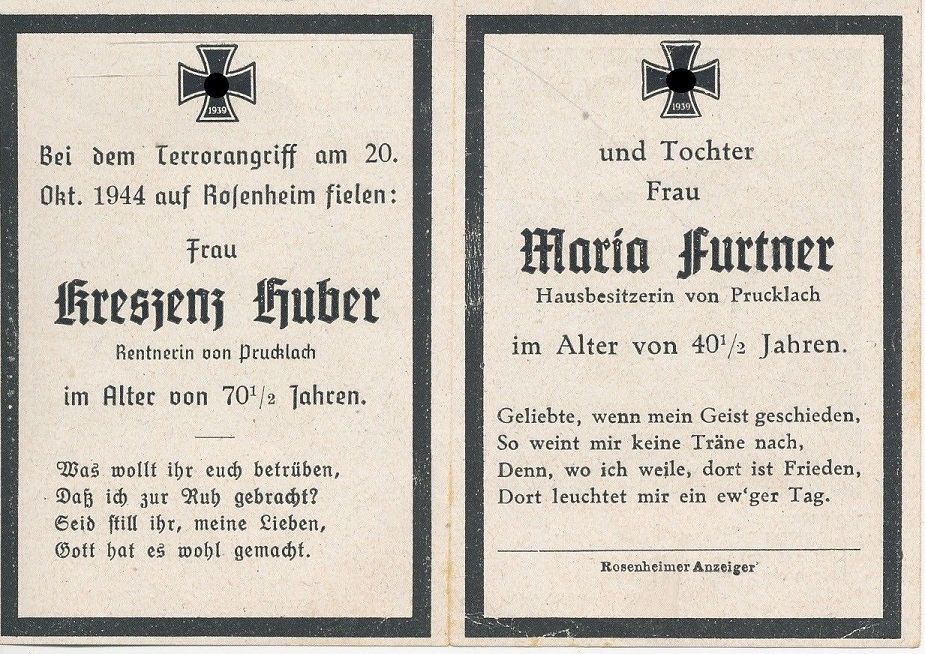 1939
Bei dem Terrorangriff am 20.
Okt. 1944 auf Rosenheim fielen:
Frau
Kreszenz Huber
Rentnerin von Prucklach
im Alter von 70¹/₂ Jahren.
Was wollt ihr euch betrüben,
Daß ich zur Ruh gebracht?
Seid still ihr, meine Lieben,
Gott hat es wohl gemacht.
1939
und Tochter
Frau
Maria Furtner
Hausbesitzerin von Prucklach
im Alter von 40¹/₂ Jahren.
Geliebte, wenn mein Geist geschieden,
So weint mir keine Träne nach,
Denn, wo ich weile, dort ist Frieden,
Dort leuchtet mir ein ew'ger Tag.
Rosenheimer Anzeiger